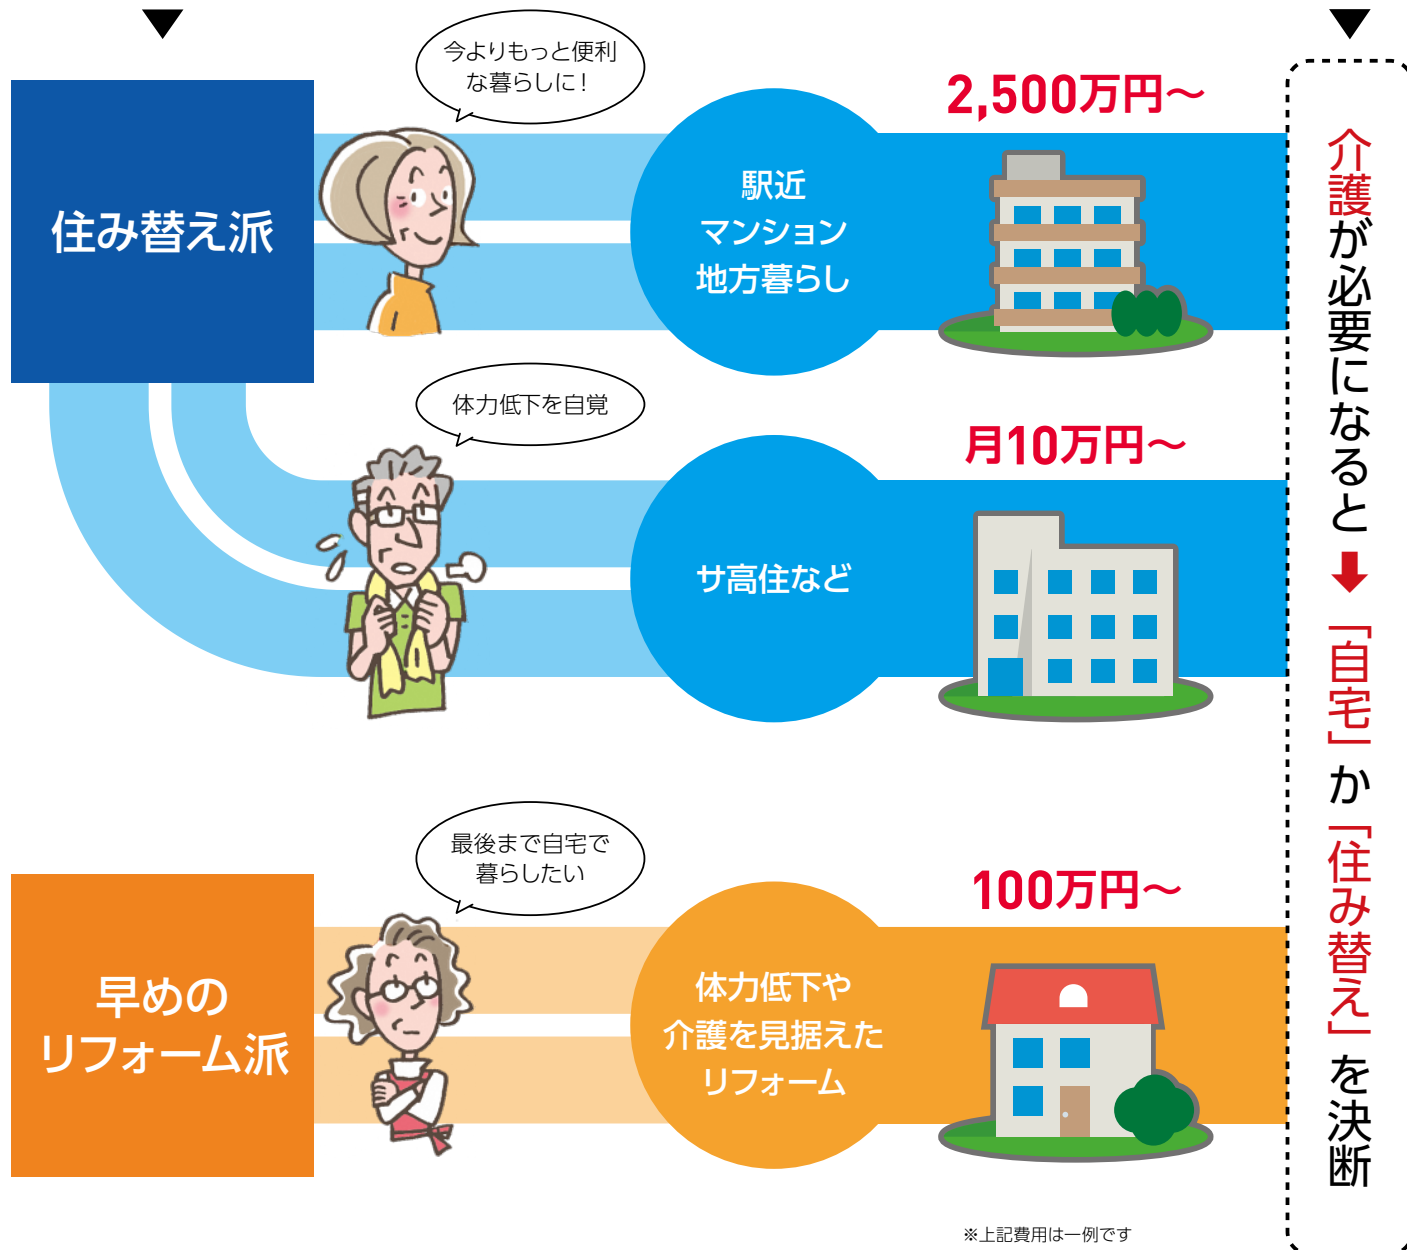 住み替え派
今よりもっと便利
な暮らしに！
駅近
マンション
地方暮らし
2,500万円～
体力低下を自覚
サ高住など
月10万円～
早めの
リフォーム派
最後まで自宅で
暮らしたい
体力低下や
介護を見据えた
リフォーム
100万円～
※上記費用は一例です
介護が必要になると➡「自宅」か「住み替え」を決断